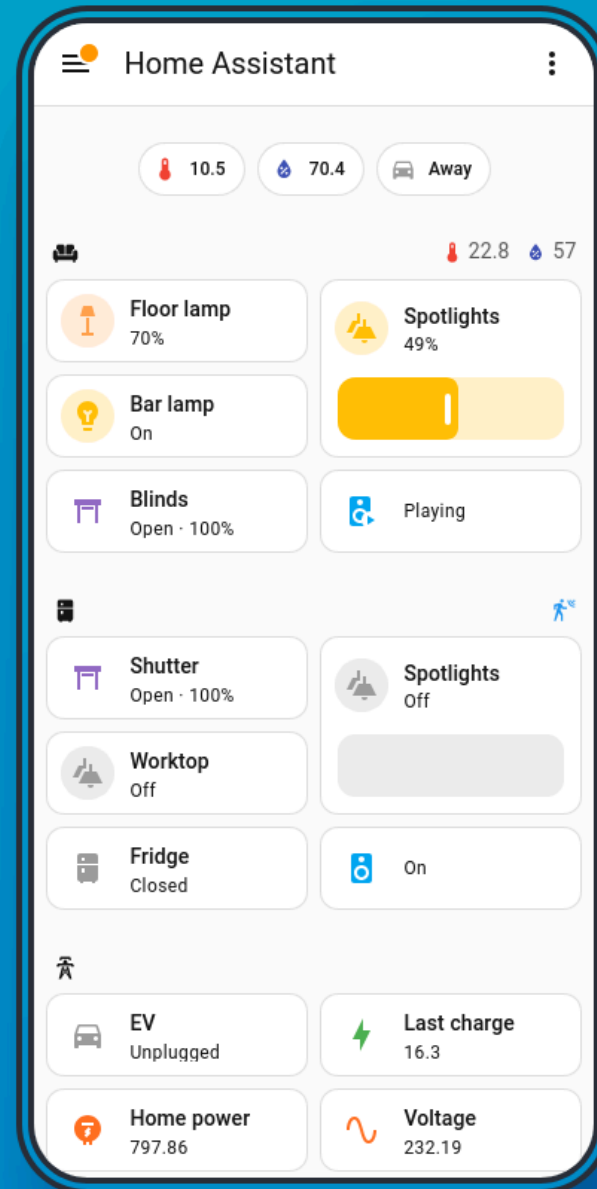 Home Assistant
10.5
70.4
Away
22.8
57
Floor lamp
70%
Spotlights
49%
Bar lamp
On
Blinds
Open · 100%
Playing
Shutter
Open · 100%
Spotlights
Off
Worktop
Off
Fridge
Closed
On
EV
Unplugged
Last charge
16.3
Home power
797.86
Voltage
232.19